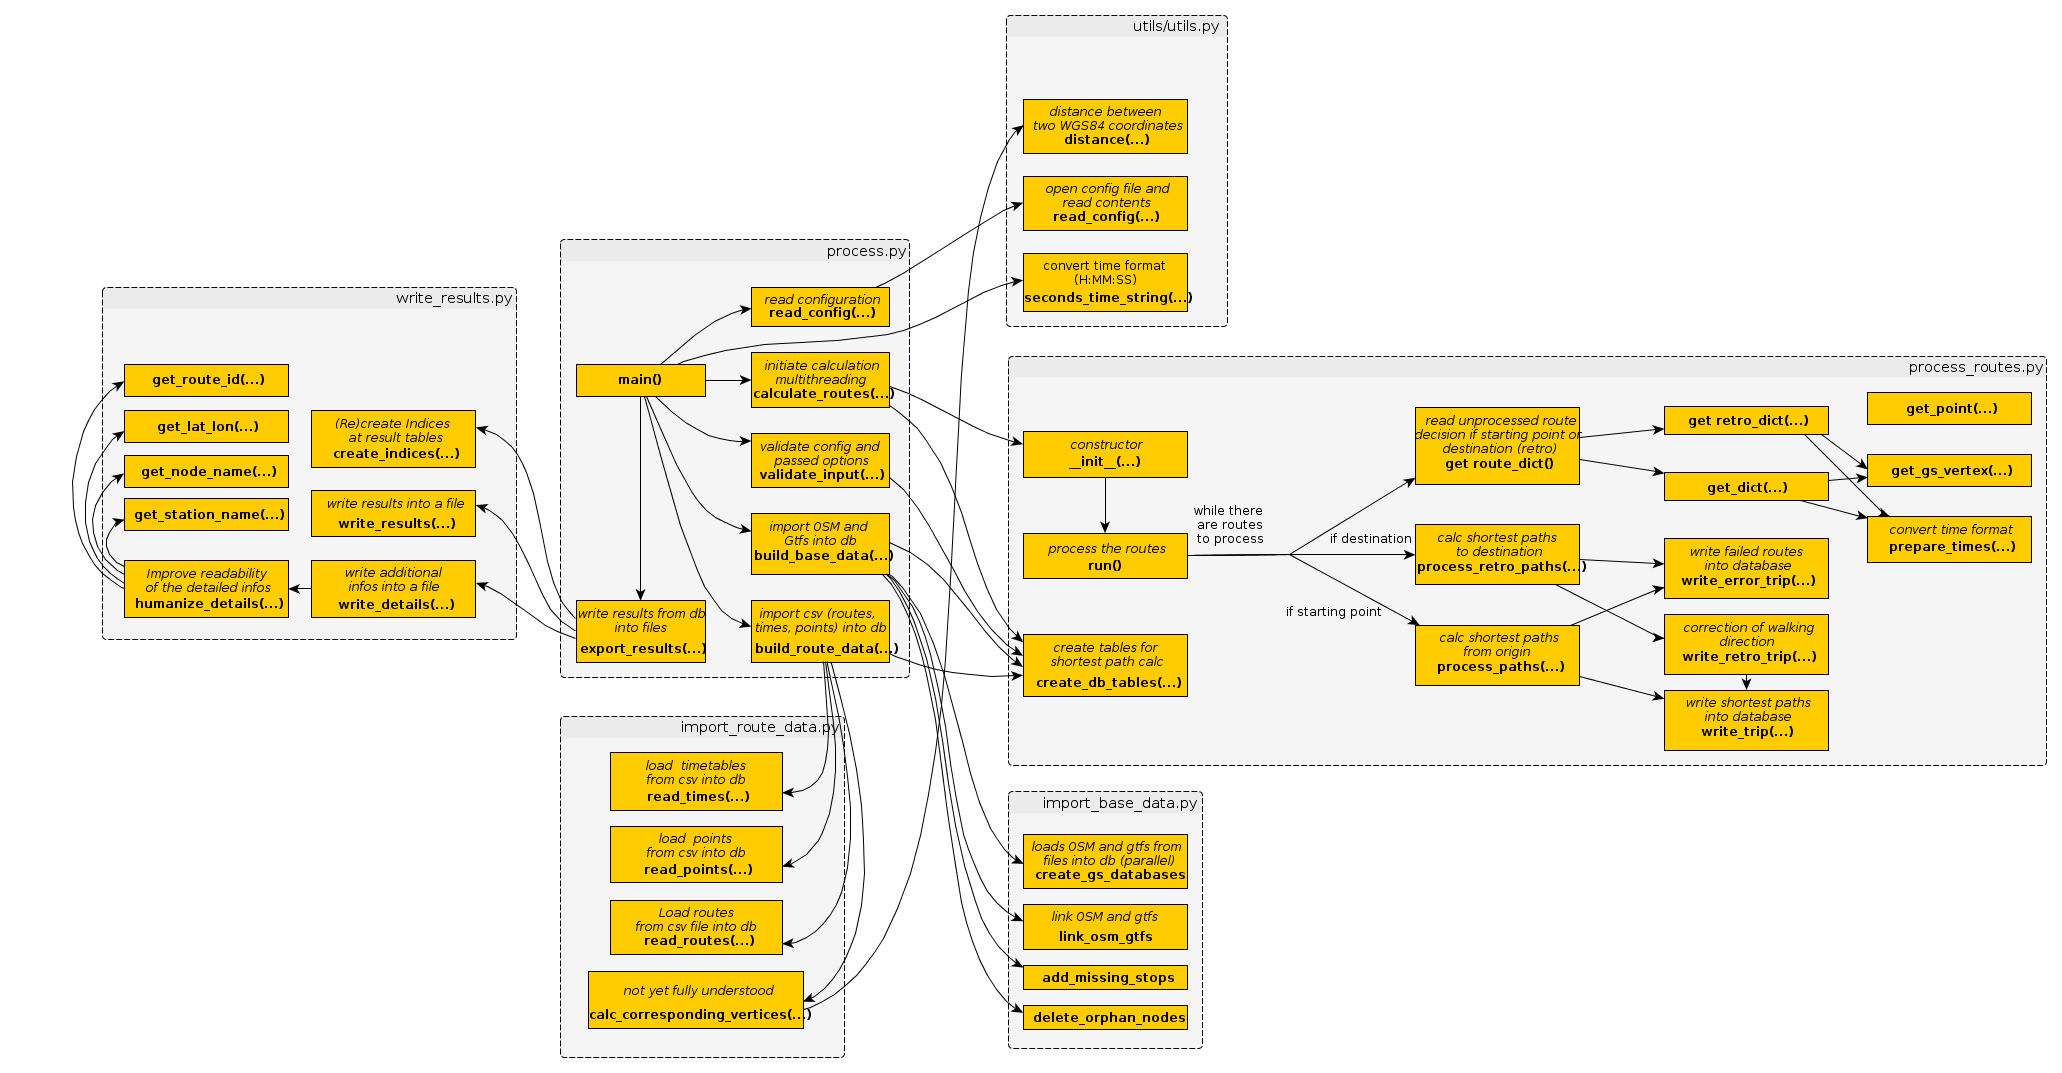 utils/utils.py
distance between
two WGS84 coordinates
distance(...)
open config file and
read contents
read_config(...)
convert time format
(H:MM:SS)
seconds_time_string(...)
process.py
read configuration
read_config(...)
main()
initiate calculation
multithreading
calculate_routes(...)
validate config and
passed options
validate_input(...)
import OSM and
Gtfs into db
build_base_data(...)
write results from db
into files
export_results(...)
import csv (routes,
times, points) into db
build_route_data(...)
write_results.py
get_route_id(...)
get_lat_lon(...)
get_node_name(...)
get_station_name(...)
Improve readability
of the detailed infos
humanize_details(...)
(Re)create Indices
at result tables
create_indices(...)
write results into a file
write_results(...)
write additional
infos into a file
write_details(...)
process_routes.py
constructor
__init__(...)
process the routes
run()
create tables for
shortest path calc
create_db_tables(...)
while there
are routes
to process
if destination
if starting point
read unprocessed route
decision if starting point or
destination (retro)
get route_dict()
calc shortest paths
to destination
process_retro_paths(...)
calc shortest paths
from origin
process_paths(...)
get retro_dict(...)
get_dict(...)
write failed routes
into database
write_error_trip(...)
correction of walking
direction
write_retro_trip(...)
write shortest paths
into database
write_trip(...)
get_point(...)
get_gs_vertex(...)
convert time format
prepare_times(...)
import_route_data.py
load  timetables
from csv into db
read_times(...)
load  points
from csv into db
read_points(...)
Load routes
from csv file into db
read_routes(...)
not yet fully understood
calc_corresponding_vertices(...)
import_base_data.py
loads OSM and gtfs from
files into db (parallel)
create_gs_databases
link OSM and gtfs
link_osm_gtfs
add_missing_stops
delete_orphan_nodes